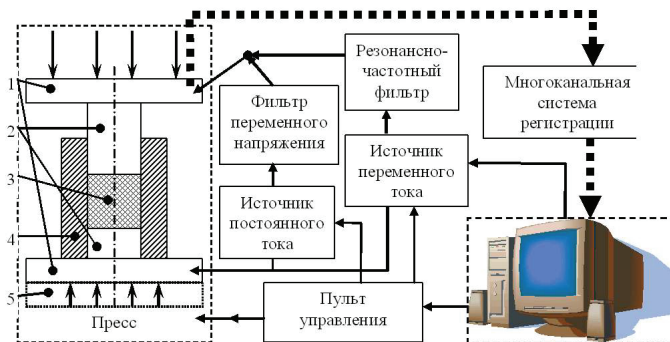 1
2
3
4
5
Пресс
Фильтр
переменного
напряжения
Источник
постоянного
тока
Резонансно-
частотный
фильтр
Источник
переменного
тока
Пульт
управления
Многоканальная
система
регистрации